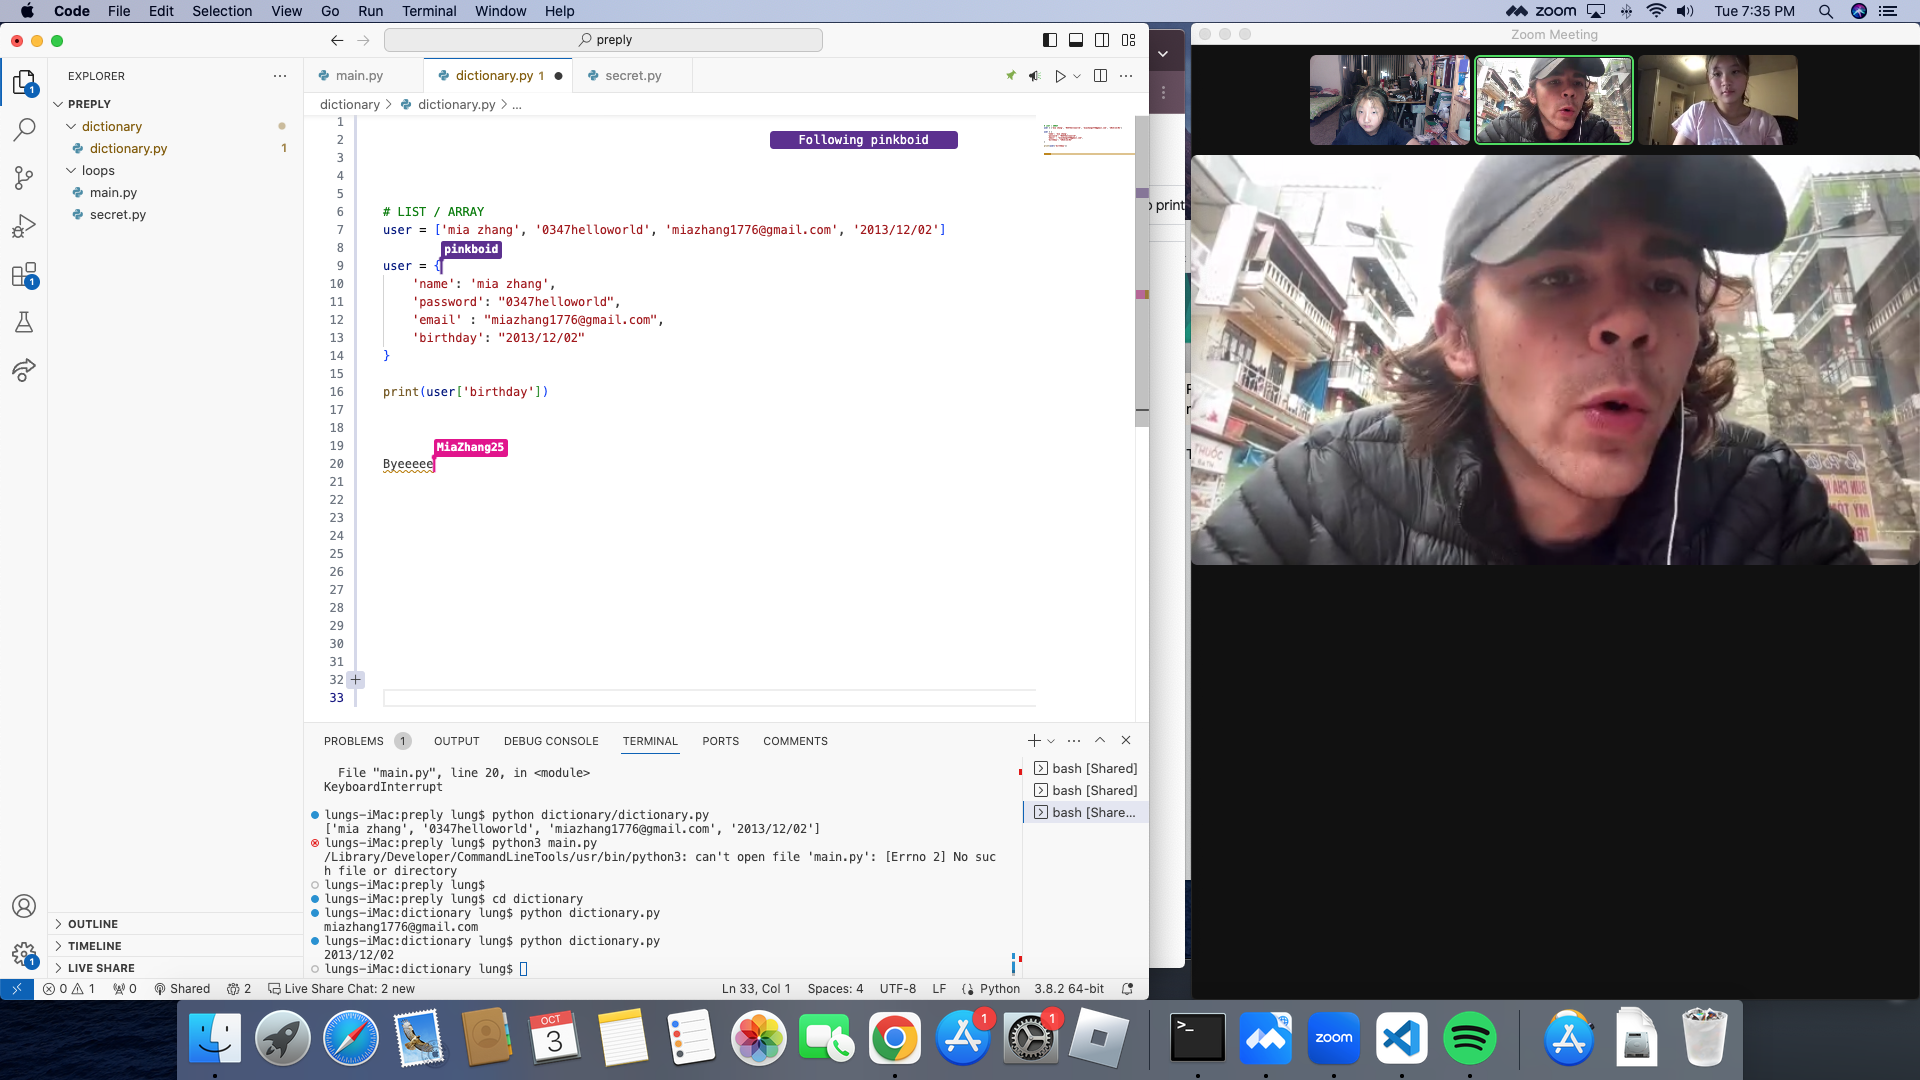 Code File Edit Selection View Go Run Terminal Window Help
zoom Tue 7:35 PM
preply
Zoom Meeting
EXPLORER
PREPLY
dictionary
dictionary.py 1
loops
main.py
secret.py
OUTLINE
TIMELINE
LIVE SHARE
main.py dictionary.py 1 secret.py
dictionary > dictionary.py > ...
Following pinkboid
1
2
3
4
5
6 # LIST / ARRAY
7 user = ['mia zhang', '0347helloworld', 'miazhang1776@gmail.com', '2013/12/02']
8
pinkboid
9 user = {
10 'name': 'mia zhang',
11 'password': "0347helloworld",
12 'email' : "miazhang1776@gmail.com",
13 'birthday': "2013/12/02"
14 }
15
16 print(user['birthday'])
17
18
19
MiaZhang25
20 Byeeeee
21
22
23
24
25
26
27
28
29
30
31
32
33
print
PROBLEMS 1 OUTPUT DEBUG CONSOLE TERMINAL PORTS COMMENTS
File "main.py", line 20, in <module>
KeyboardInterrupt
lungs-iMac:preply lung$ python dictionary/dictionary.py
['mia zhang', '0347helloworld', 'miazhang1776@gmail.com', '2013/12/02']
lungs-iMac:preply lung$ python3 main.py
/Library/Developer/CommandLineTools/usr/bin/python3: can't open file 'main.py': [Errno 2] No suc
h file or directory
lungs-iMac:preply lung$
lungs-iMac:preply lung$ cd dictionary
lungs-iMac:dictionary lung$ python dictionary.py
miazhang1776@gmail.com
lungs-iMac:dictionary lung$ python dictionary.py
2013/12/02
lungs-iMac:dictionary lung$
bash [Shared]
bash [Shared]
bash [Share...
0 1 0 Shared 2 Live Share Chat: 2 new
Ln 33, Col 1 Spaces: 4 UTF-8 LF Python 3.8.2 64-bit
THUỐC
BUN CHA
OCT
3
1
1
zoom